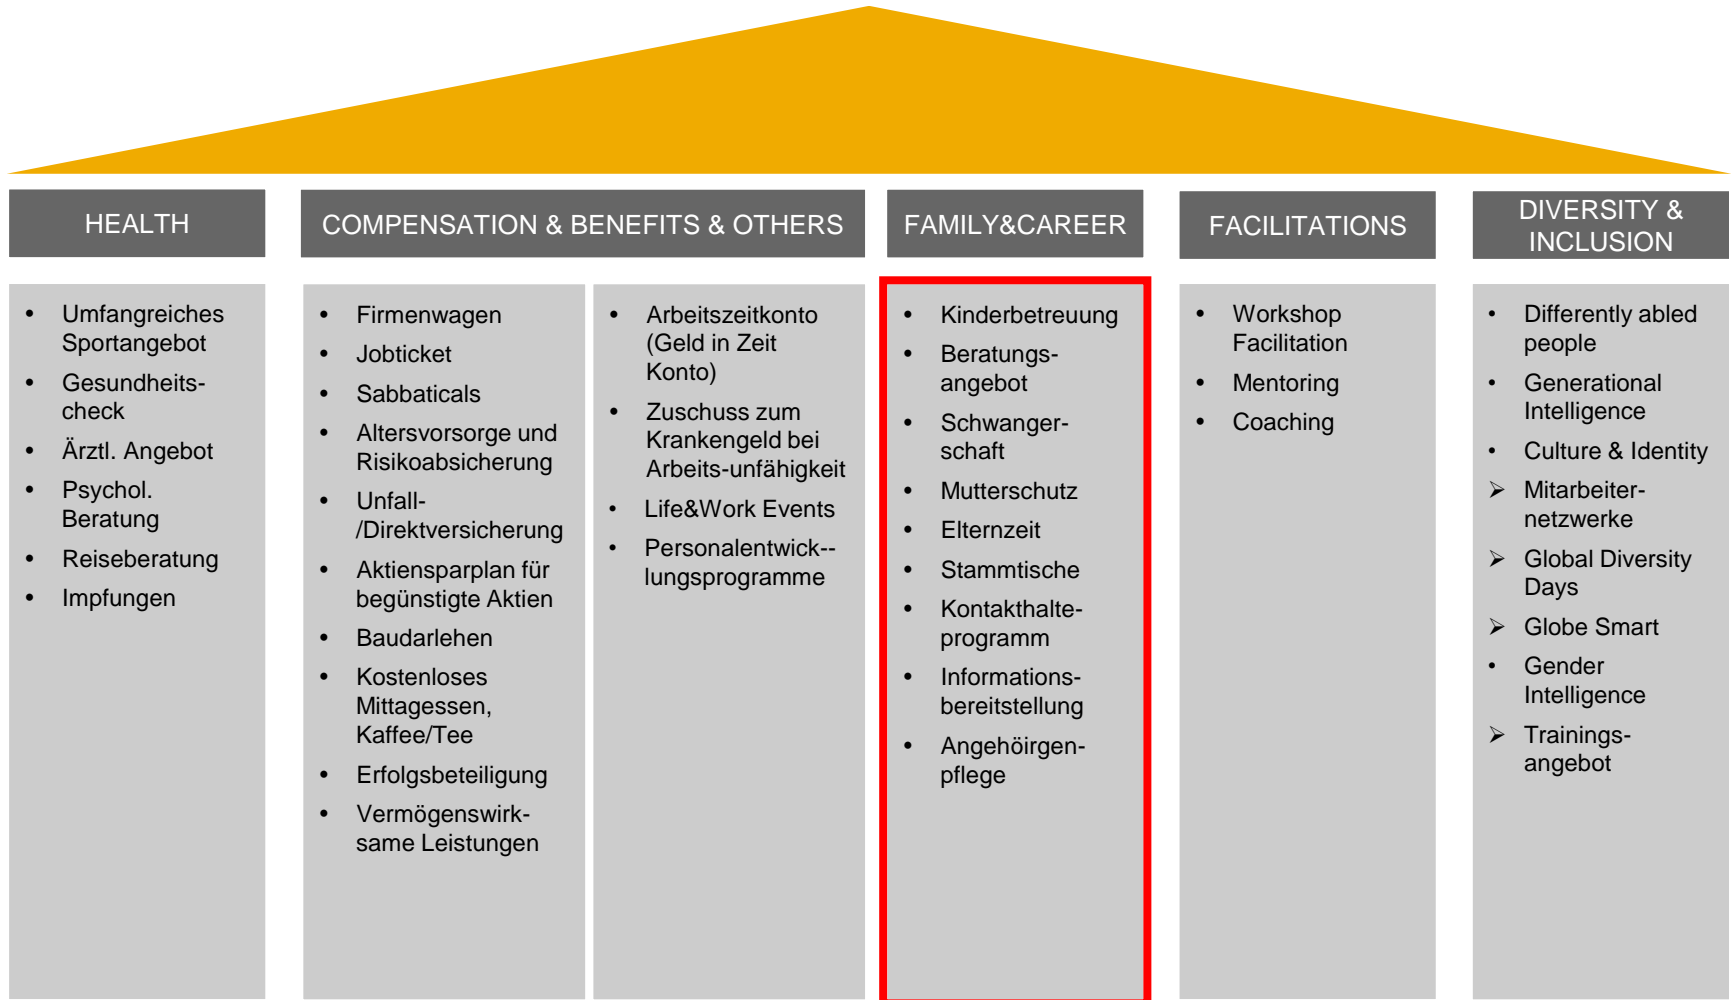 HEALTH
• Umfangreiches
Sportangebot
• Gesundheits-
check
• Ärztl. Angebot
• Psychol.
Beratung
• Reiseberatung
• Impfungen
COMPENSATION & BENEFITS & OTHERS
• Firmenwagen
• Jobticket
• Sabbaticals
• Altersvorsorge und
Risikoabsicherung
• Unfall-
/Direktversicherung
• Aktiensparplan für
begünstigte Aktien
• Baudarlehen
• Kostenloses
Mittagessen,
Kaffee/Tee
• Erfolgsbeteiligung
• Vermögenswirk-
same Leistungen
• Arbeitszeitkonto
(Geld in Zeit
Konto)
• Zuschuss zum
Krankengeld bei
Arbeits-unfähigkeit
• Life&Work Events
• Personalentwick--
lungsprogramme
FAMILY&CAREER
• Kinderbetreuung
• Beratungs-
angebot
• Schwanger-
schaft
• Mutterschutz
• Elternzeit
• Stammtische
• Kontakthalte-
programm
• Informations-
bereitstellung
• Angehöirgen-
pflege
FACILITATIONS
• Workshop
Facilitation
• Mentoring
• Coaching
DIVERSITY &
INCLUSION
• Differently abled
people
• Generational
Intelligence
• Culture & Identity
➢ Mitarbeiter-
netzwerke
➢ Global Diversity
Days
➢ Globe Smart
• Gender
Intelligence
➢ Trainings-
angebot